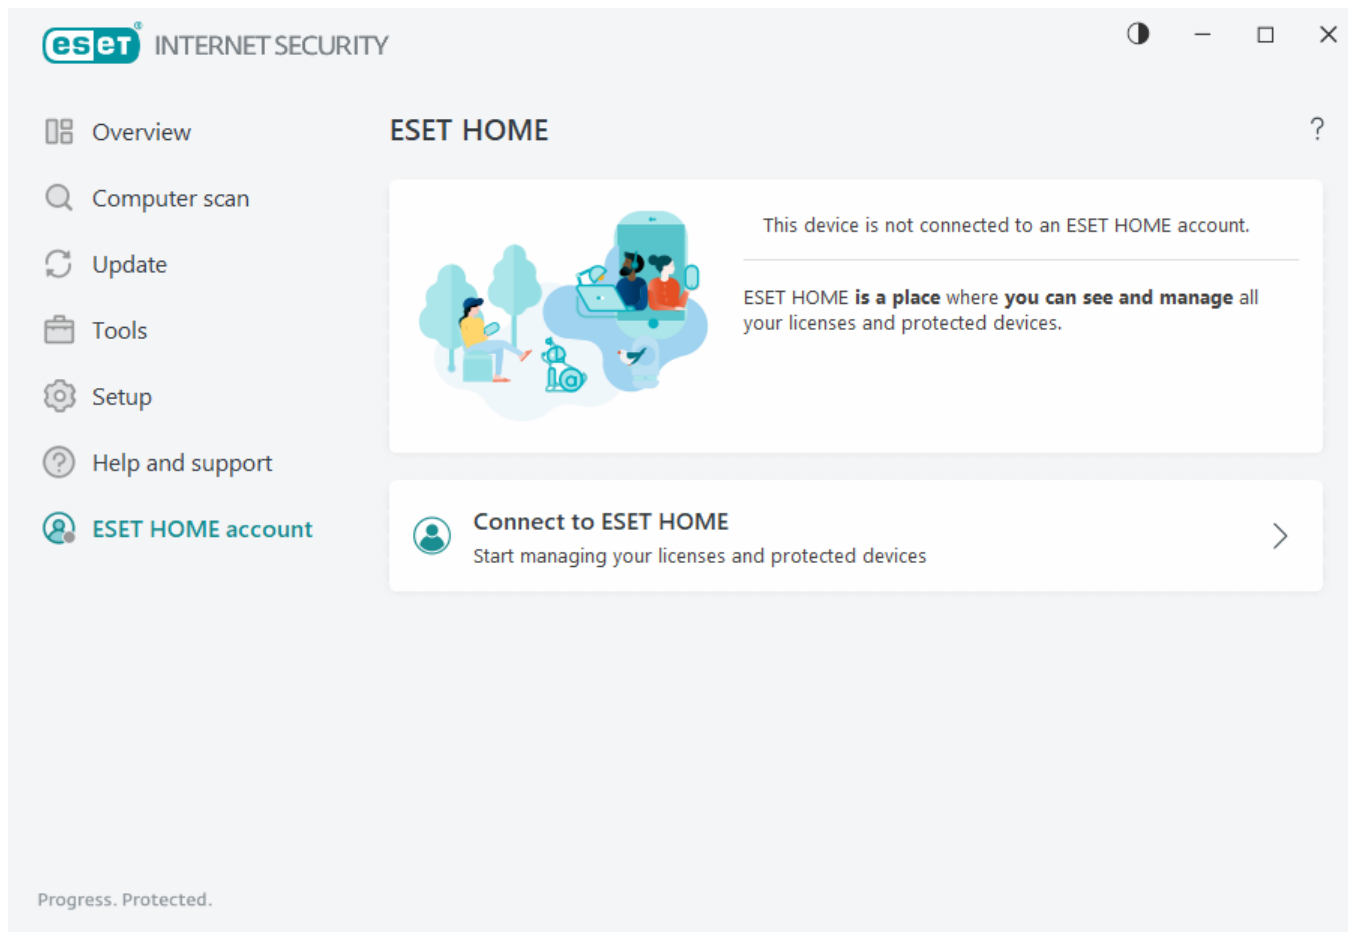 eset® INTERNET SECURITY
Overview
Computer scan
Update
Tools
Setup
Help and support
ESET HOME account
ESET HOME
?
This device is not connected to an ESET HOME account.
ESET HOME is a place where you can see and manage all
your licenses and protected devices.
Connect to ESET HOME
Start managing your licenses and protected devices
Progress. Protected.